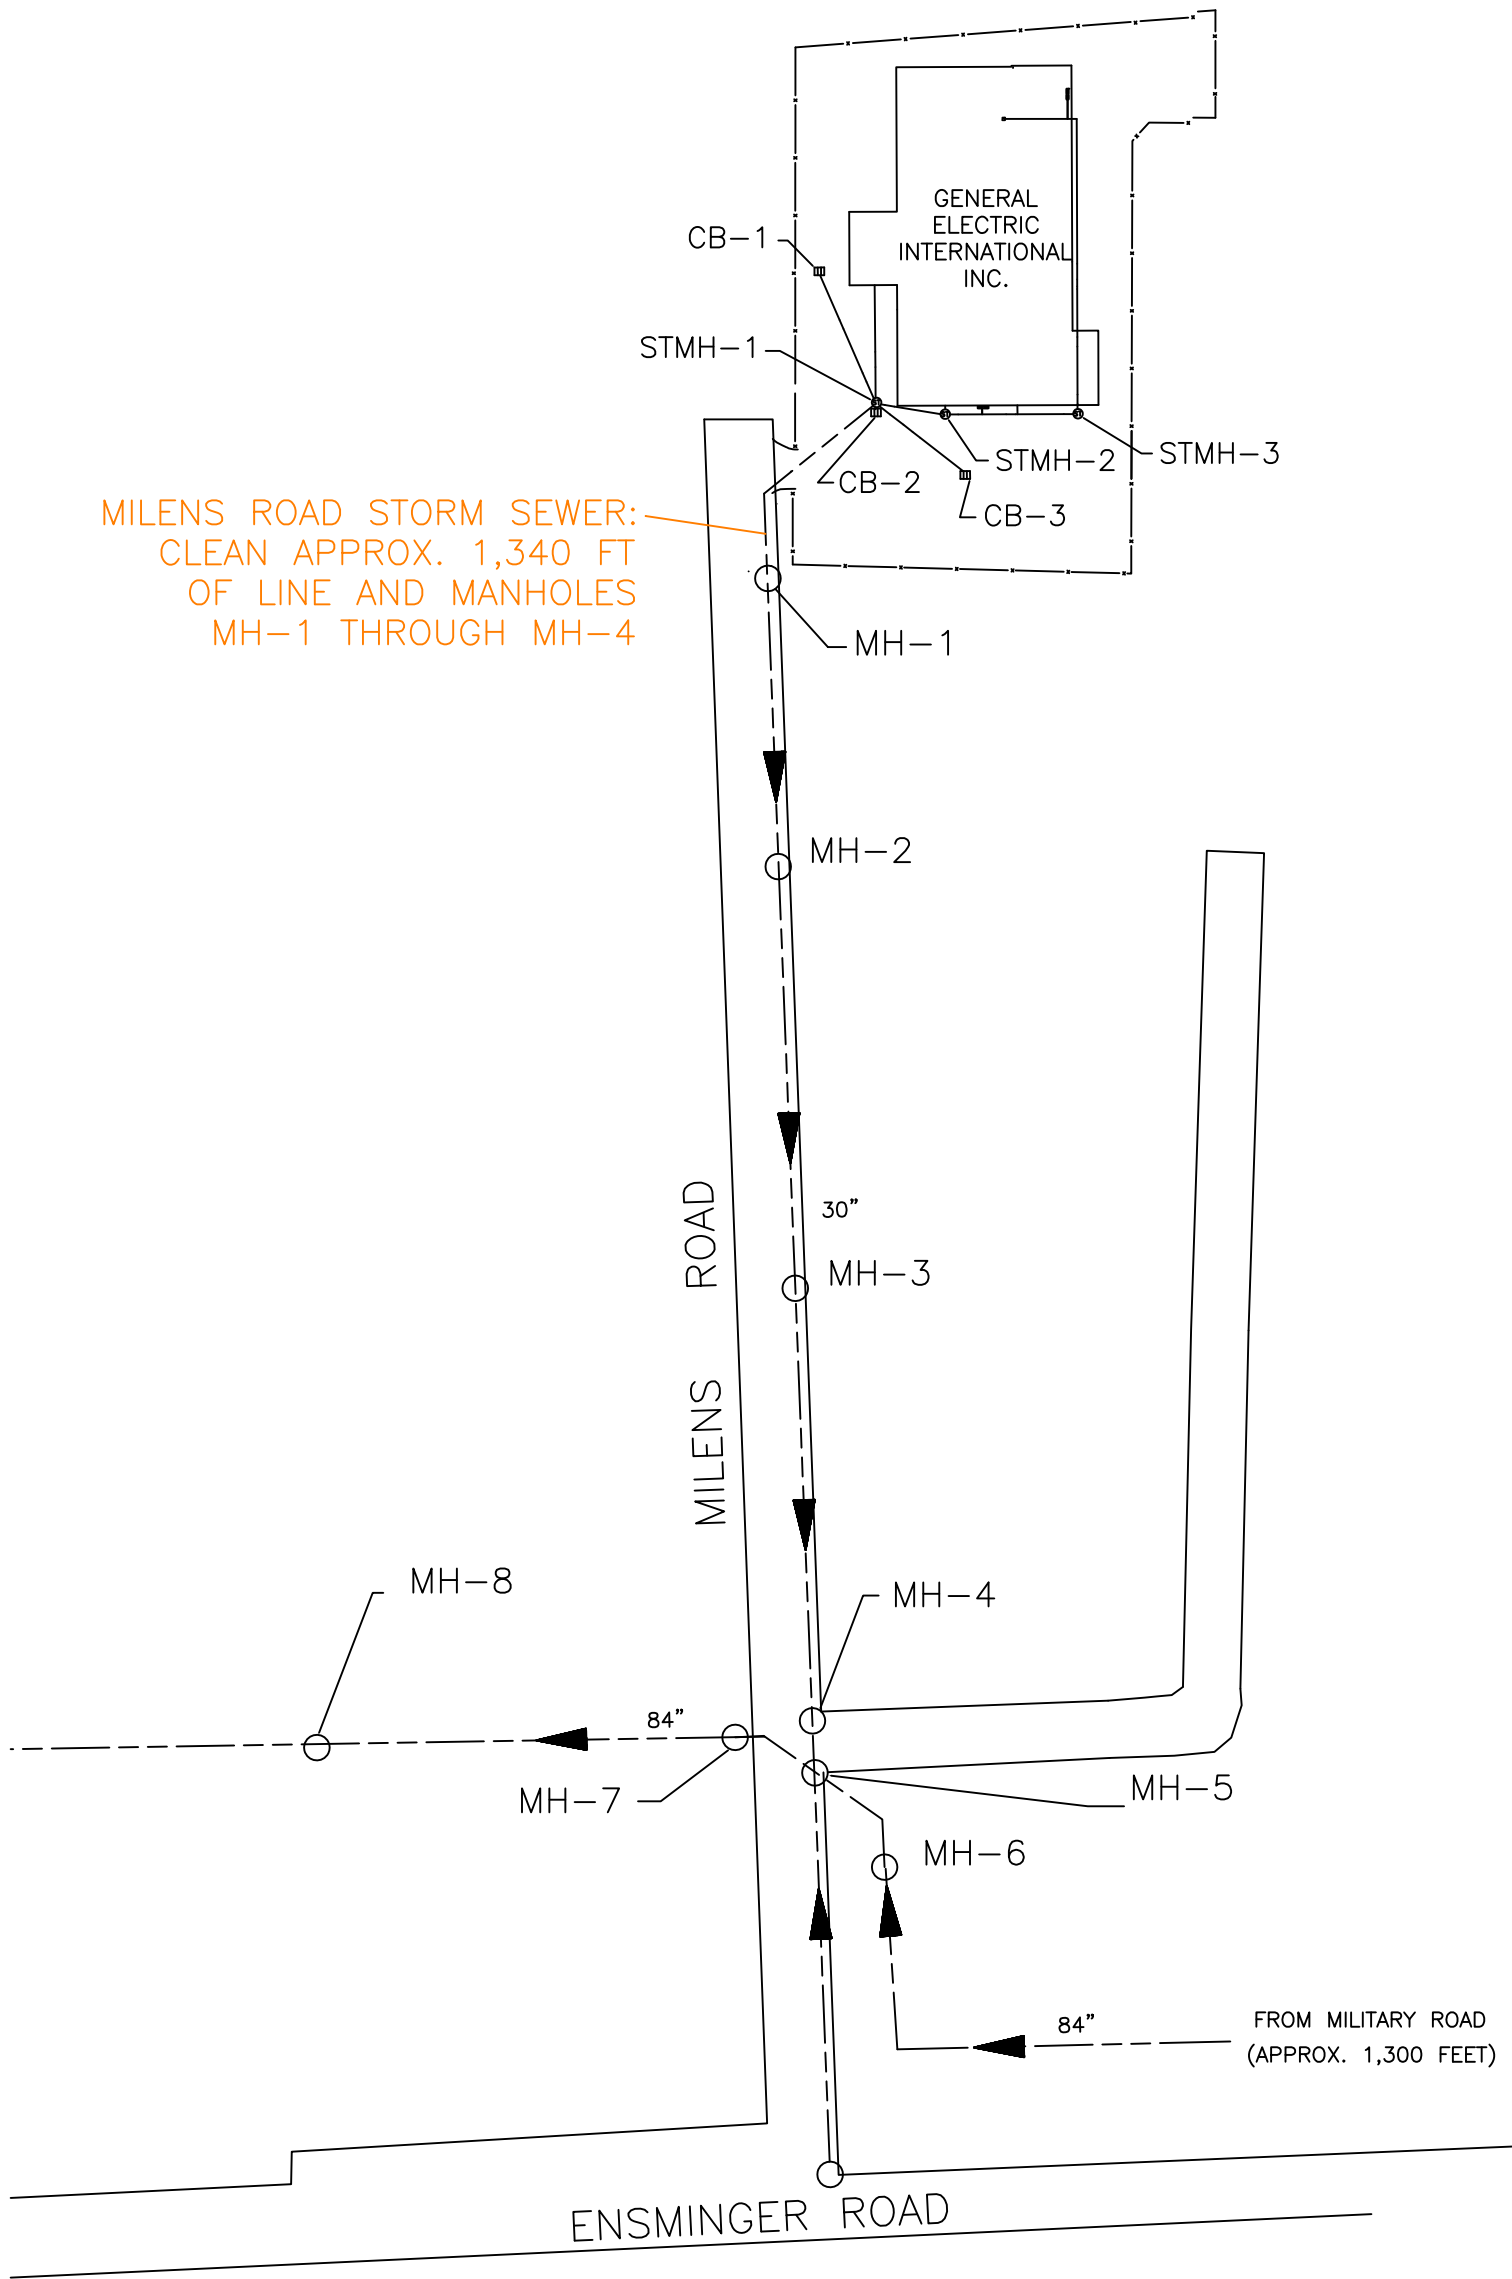 GENERAL
ELECTRIC
INTERNATIONAL
INC.
CB-1
STMH-1
STMH-2
STMH-3
CB-2
CB-3
MILENS ROAD STORM SEWER:
CLEAN APPROX. 1,340 FT
OF LINE AND MANHOLES
MH-1 THROUGH MH-4
MH-1
MH-2
30"
MH-3
MILENS ROAD
MH-8
MH-4
84"
MH-7
MH-5
MH-6
84"
FROM MILITARY ROAD
(APPROX. 1,300 FEET)
ENSMINGER ROAD